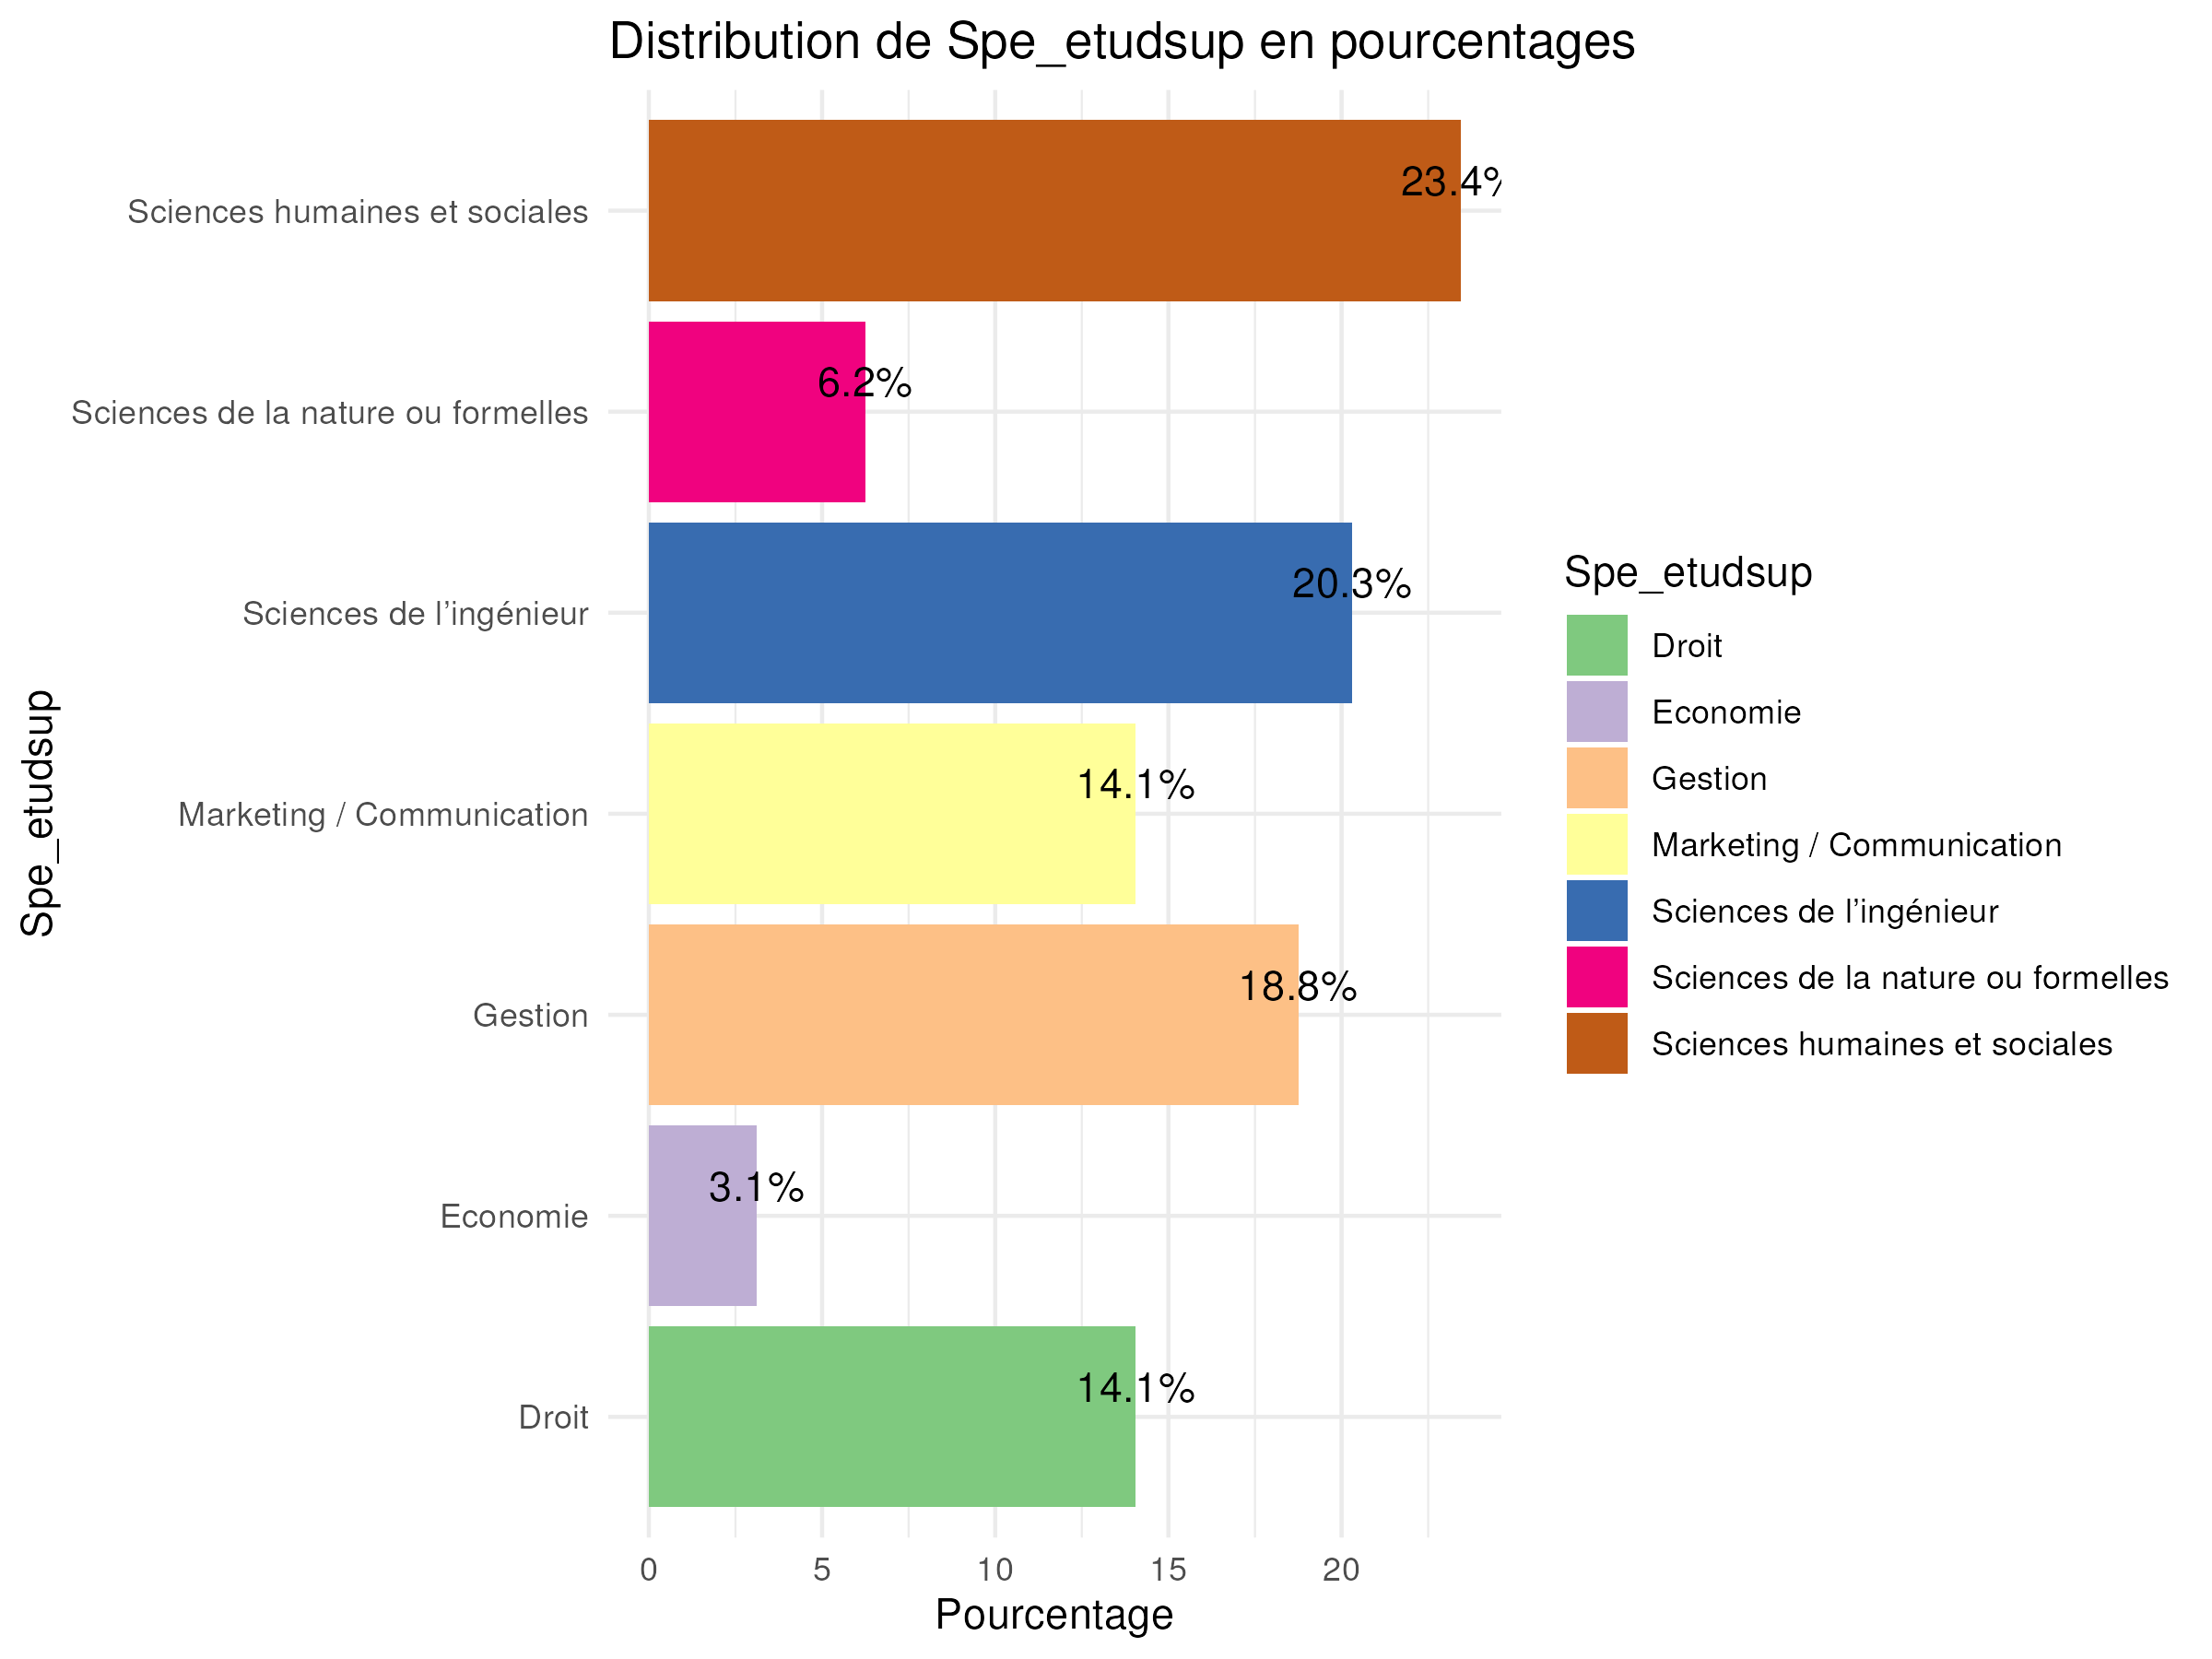 Distribution de Spe_etudsup en pourcentages
Spe_etudsup
Sciences humaines et sociales
23.4%
Sciences de la nature ou formelles
6.2%
Sciences de l’ingénieur
20.3%
Marketing / Communication
14.1%
Gestion
18.8%
Economie
3.1%
Droit
14.1%
0 5 10 15 20
Pourcentage
Spe_etudsup
Droit
Economie
Gestion
Marketing / Communication
Sciences de l’ingénieur
Sciences de la nature ou formelles
Sciences humaines et sociales